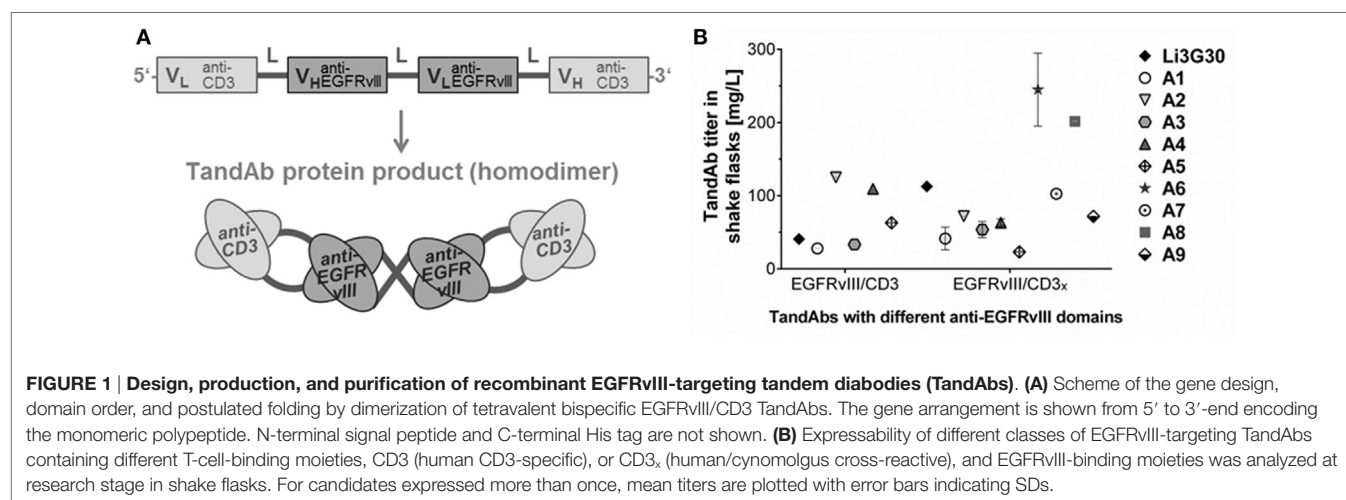 A
L L L
5‘- VL anti-CD3 VH anti-EGFRvIII VL anti-EGFRvIII VH anti-CD3 -3‘
TandAb protein product (homodimer)
anti-CD3
anti-EGFR vIII
anti-EGFR vIII
anti-CD3
B
TandAb titer in
shake flasks [mg/L]
300
200
100
0
EGFRvIII/CD3 EGFRvIII/CD3ₓ
TandAbs with different anti-EGFRvIII domains
Li3G30
A1
A2
A3
A4
A5
A6
A7
A8
A9
FIGURE 1 | Design, production, and purification of recombinant EGFRvIII-targeting tandem diabodies (TandAbs). (A) Scheme of the gene design,
domain order, and postulated folding by dimerization of tetravalent bispecific EGFRvIII/CD3 TandAbs. The gene arrangement is shown from 5′ to 3′-end encoding
the monomeric polypeptide. N-terminal signal peptide and C-terminal His tag are not shown. (B) Expressability of different classes of EGFRvIII-targeting TandAbs
containing different T-cell-binding moieties, CD3 (human CD3-specific), or CD3ₓ (human/cynomolgus cross-reactive), and EGFRvIII-binding moieties was analyzed at
research stage in shake flasks. For candidates expressed more than once, mean titers are plotted with error bars indicating SDs.